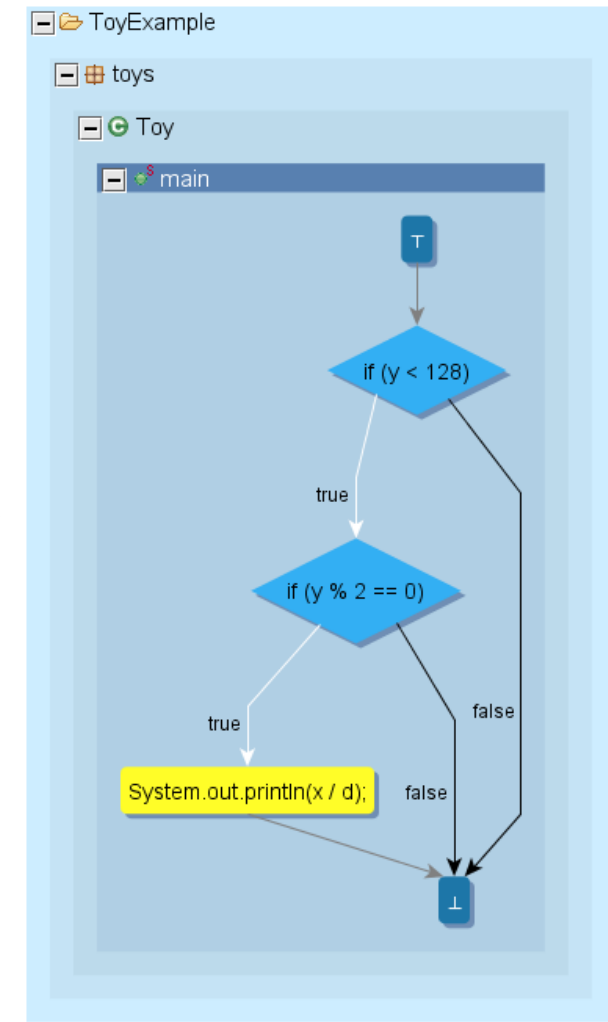 ToyExample
toys
C Toy
S main
⊤
if (y < 128)
true
if (y % 2 == 0)
true
false
System.out.println(x / d);
false
⊥